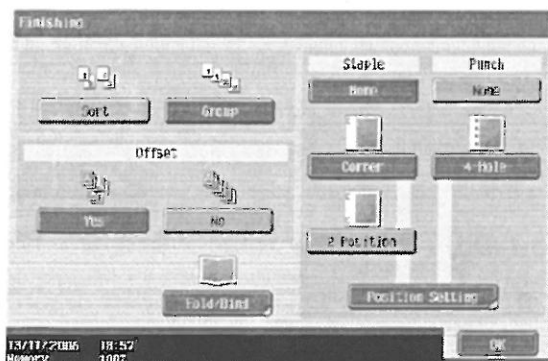 Finishing
Staple
Punch
Sort
Group
None
None
Offset
Corner
4-Hole
Yes
No
2 Position
Fold/Bind
Position Setting
13/11/2006 18:57
Memory 100%
OK